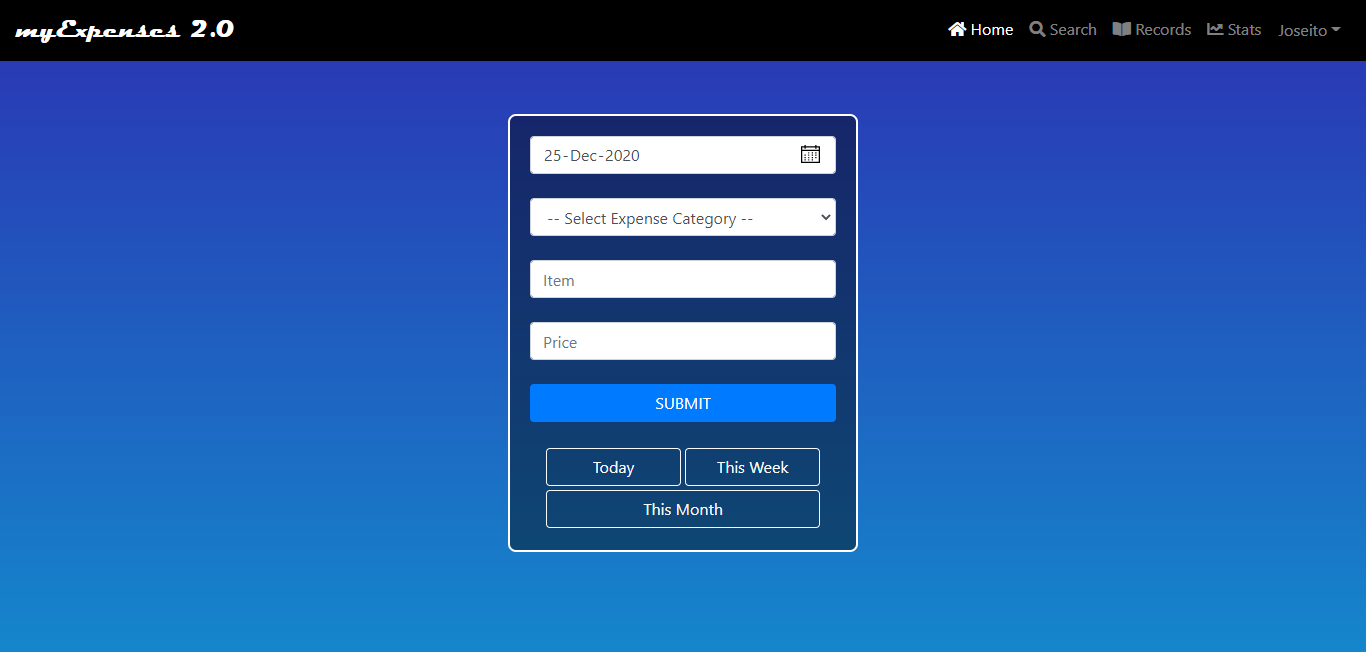 myExpenses 2.0
Home Search Records Stats Joseito
25-Dec-2020
-- Select Expense Category --
Item
Price
SUBMIT
Today This Week
This Month